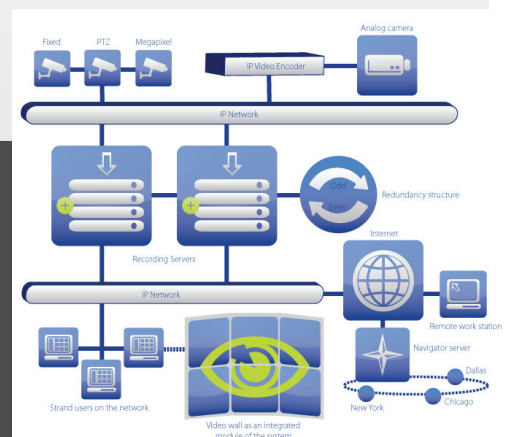 Fixed
PTZ
Megapixel
Analog camera
IP Video Encoder
IP Network
Odd
Even
Redundancy structure
Recording Servers
Internet
IP Network
Remote work station
Navigator server
Dallas
Chicago
New York
Strand users on the network
Video wall as an integrated
module of the system